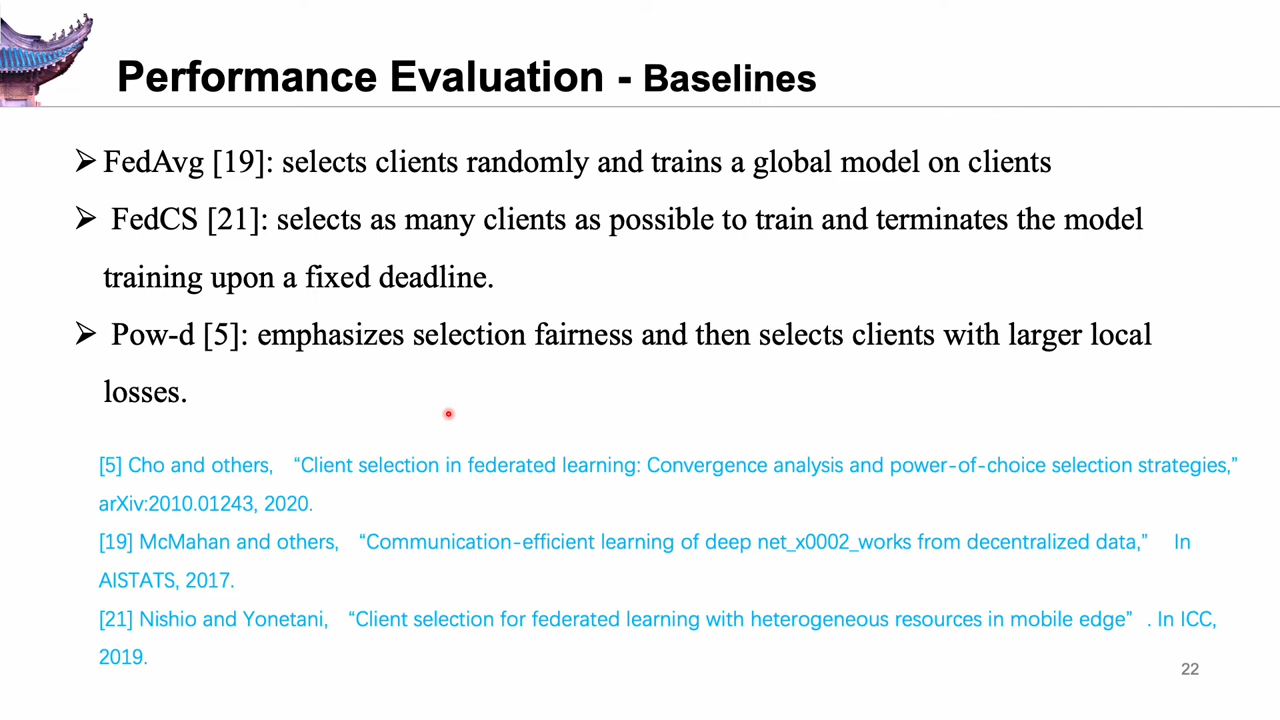 Performance Evaluation - Baselines
➢ FedAvg [19]: selects clients randomly and trains a global model on clients
➢ FedCS [21]: selects as many clients as possible to train and terminates the model
training upon a fixed deadline.
➢ Pow-d [5]: emphasizes selection fairness and then selects clients with larger local
losses.
[5] Cho and others, “Client selection in federated learning: Convergence analysis and power-of-choice selection strategies,”
arXiv:2010.01243, 2020.
[19] McMahan and others, “Communication-efficient learning of deep net_x0002_works from decentralized data,” In
AISTATS, 2017.
[21] Nishio and Yonetani, “Client selection for federated learning with heterogeneous resources in mobile edge” . In ICC,
2019.
22